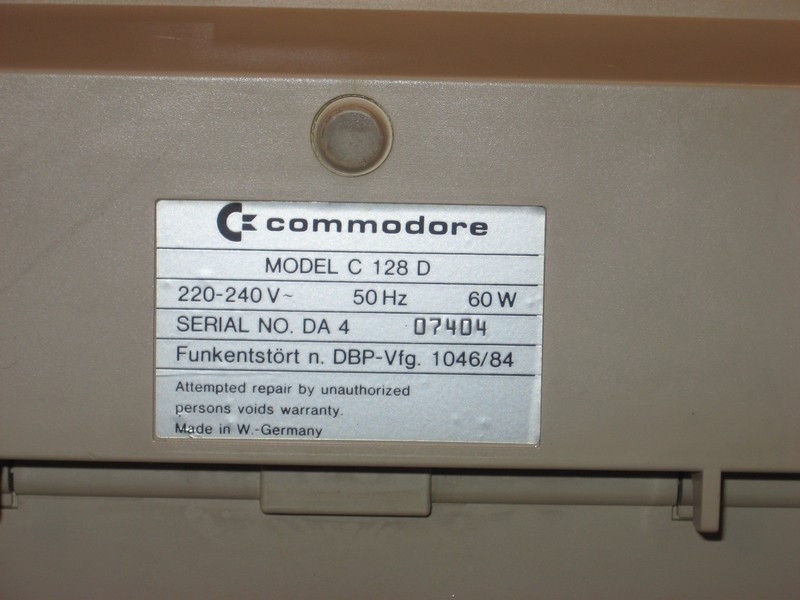 commodore
MODEL C 128 D
220-240 V~ 50 Hz 60 W
SERIAL NO. DA 4 07404
Funkentstört n. DBP-Vfg. 1046/84
Attempted repair by unauthorized
persons voids warranty.
Made in W.-Germany